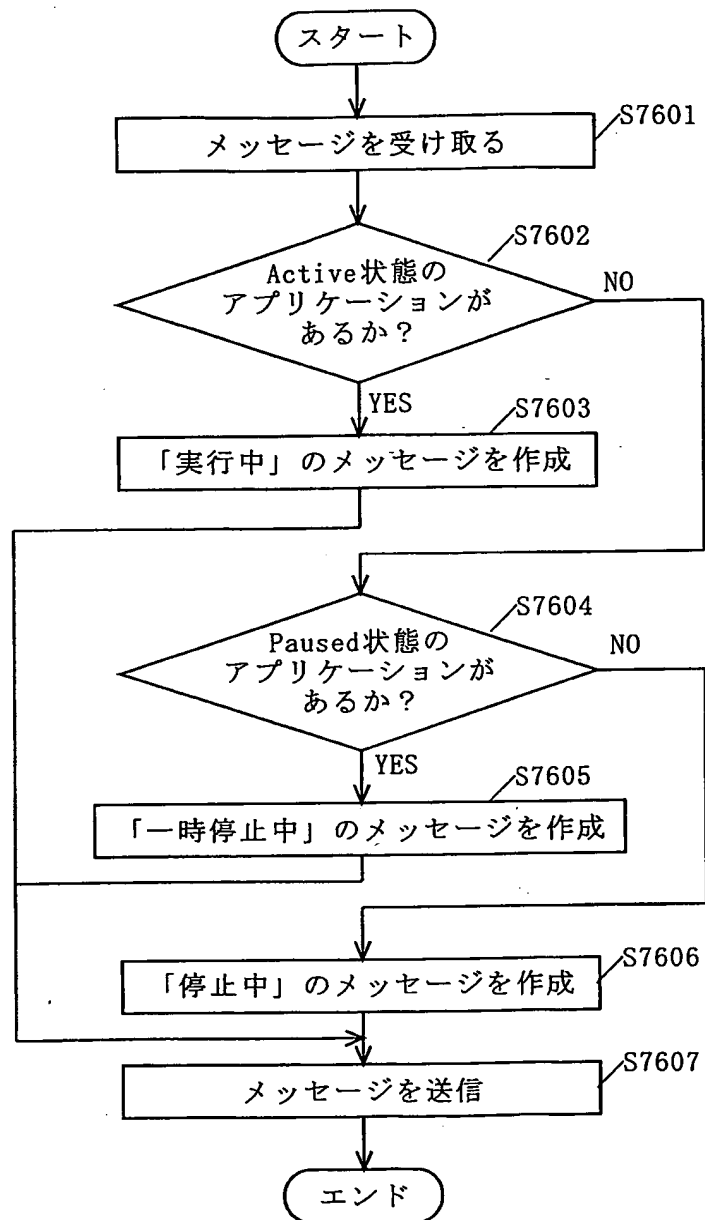 スタート
S7601
メッセージを受け取る
S7602
Active状態の
アプリケーションが
あるか？
NO
YES
S7603
「実行中」のメッセージを作成
S7604
Paused状態の
アプリケーションが
あるか？
NO
YES
S7605
「一時停止中」のメッセージを作成
S7606
「停止中」のメッセージを作成
S7607
メッセージを送信
エンド